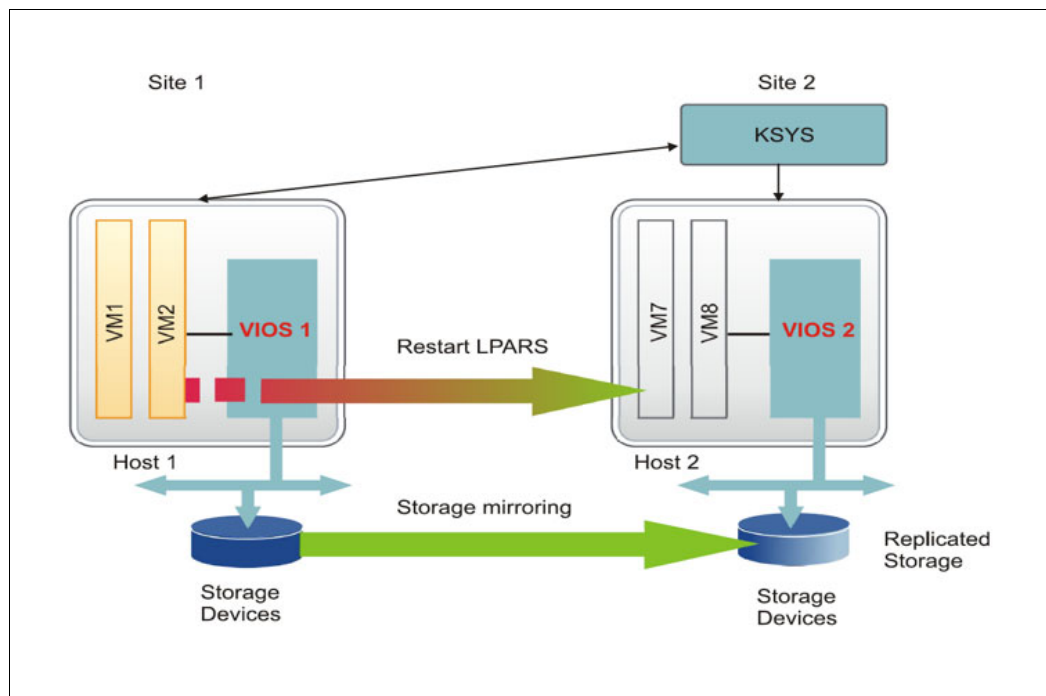 Site 1
Site 2
KSYS
VM1
VM2
VIOS 1
Restart LPARS
VM7
VM8
VIOS 2
Host 1
Host 2
Storage mirroring
Storage
Devices
Storage
Devices
Replicated
Storage